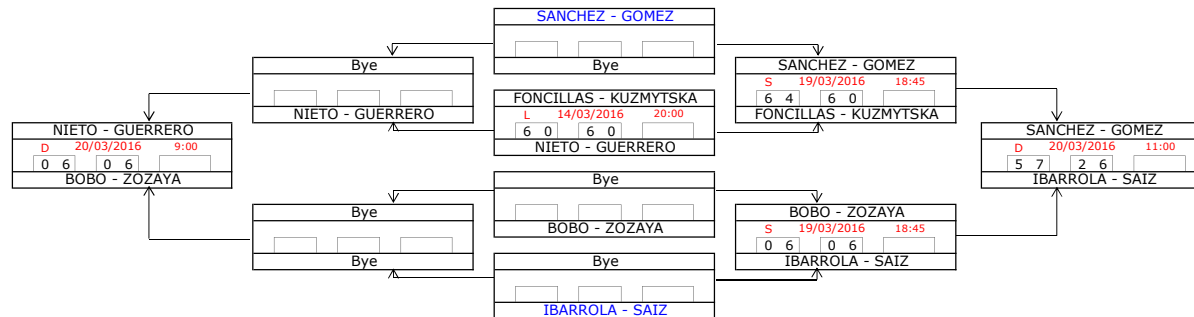 SANCHEZ - GOMEZ
Bye
Bye
NIETO - GUERRERO
SANCHEZ - GOMEZ
S 19/03/2016 18:45
6 4 6 0
FONCILLAS - KUZMYTSKA
FONCILLAS - KUZMYTSKA
L 14/03/2016 20:00
6 0 6 0
NIETO - GUERRERO
NIETO - GUERRERO
D 20/03/2016 9:00
0 6 0 6
BOBO - ZOZAYA
SANCHEZ - GOMEZ
D 20/03/2016 11:00
5 7 2 6
IBARROLA - SAIZ
Bye
BOBO - ZOZAYA
Bye
Bye
BOBO - ZOZAYA
S 19/03/2016 18:45
0 6 0 6
IBARROLA - SAIZ
Bye
IBARROLA - SAIZ